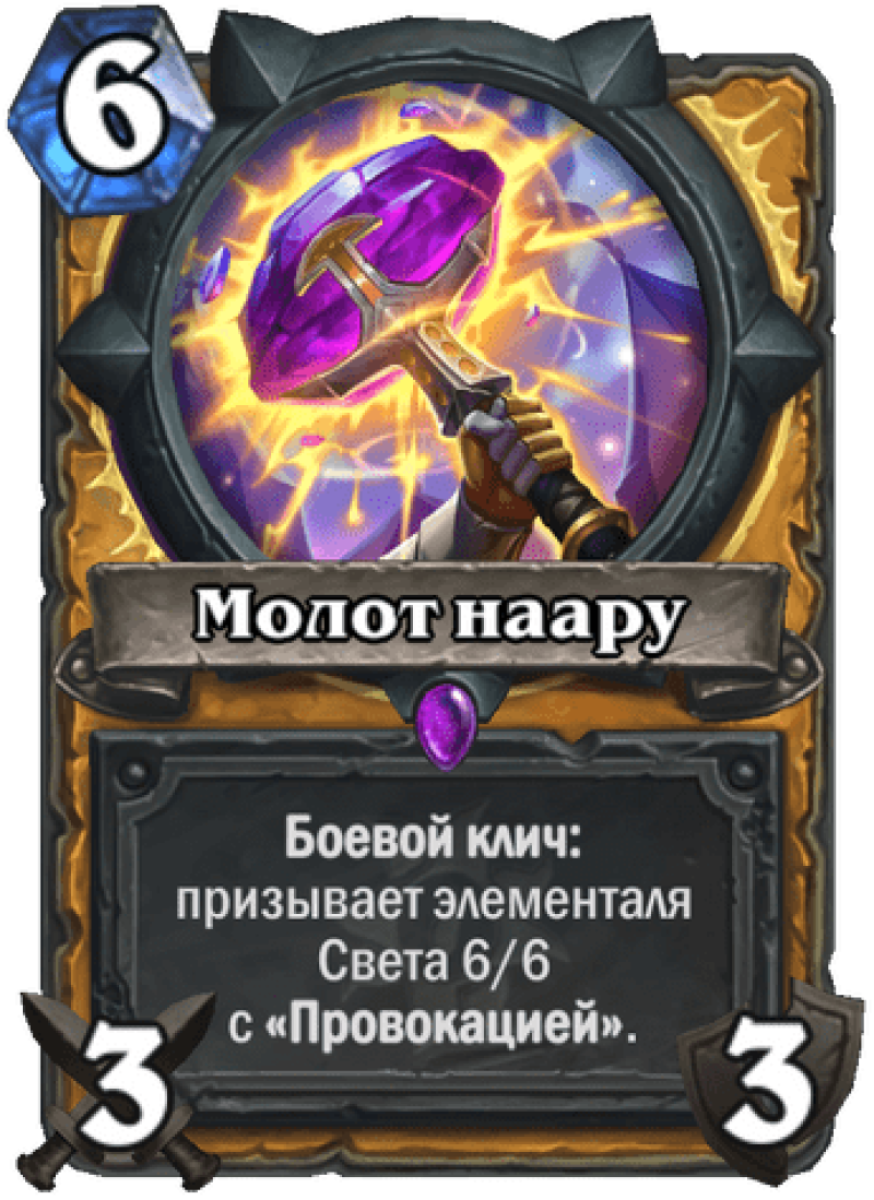 6
Молот наару
Боевой клич:
призывает элементаля
Света 6/6
с «Провокацией».
3
3